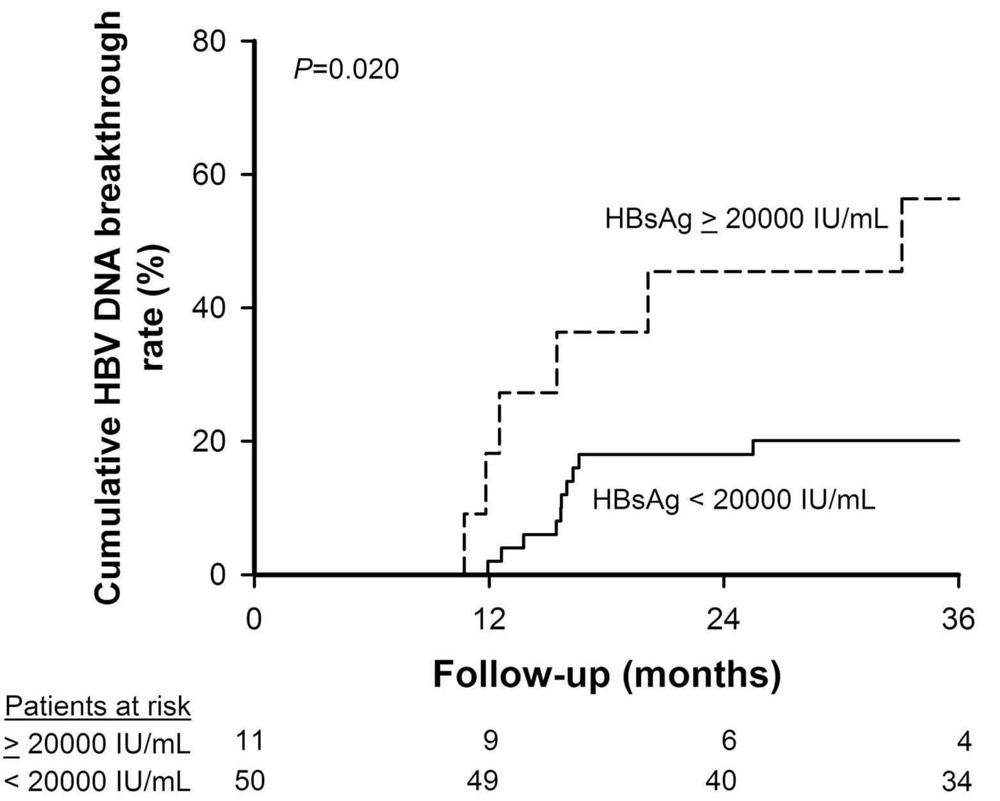 Cumulative HBV DNA breakthrough
rate (%)
80
60
40
20
0
P=0.020
HBsAg ≥ 20000 IU/mL
HBsAg < 20000 IU/mL
0 12 24 36
Follow-up (months)
Patients at risk
≥ 20000 IU/mL 11 9 6 4
< 20000 IU/mL 50 49 40 34